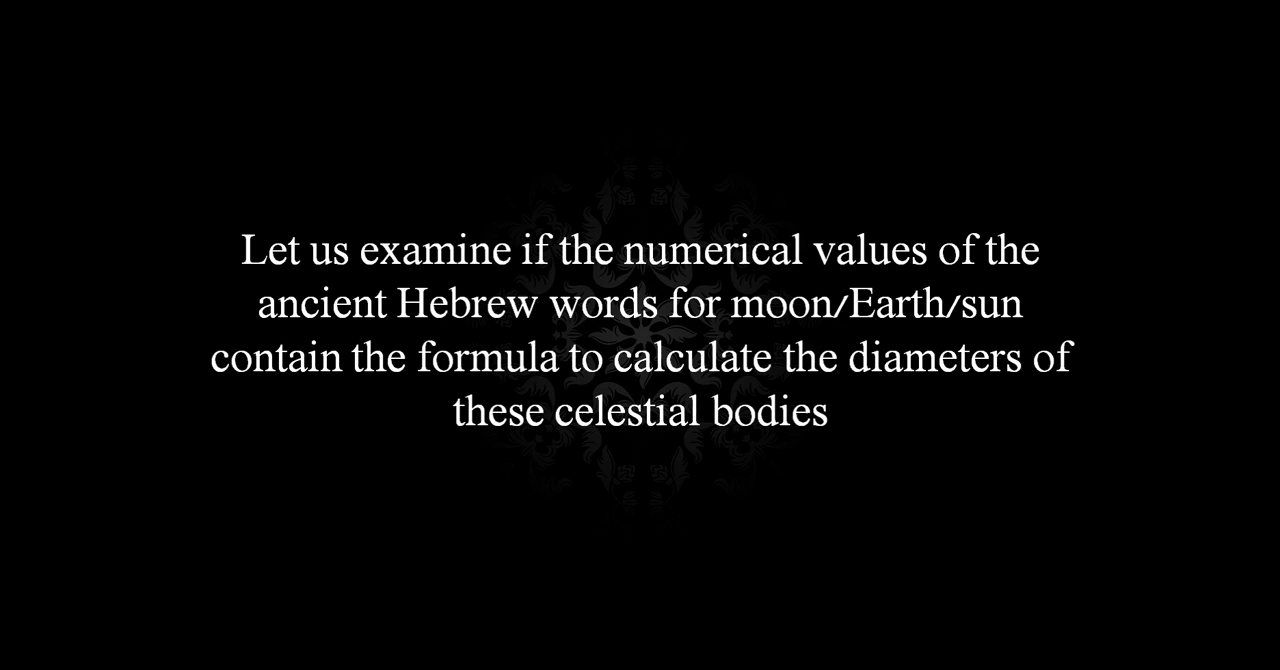 Let us examine if the numerical values of the
ancient Hebrew words for moon/Earth/sun
contain the formula to calculate the diameters of
these celestial bodies